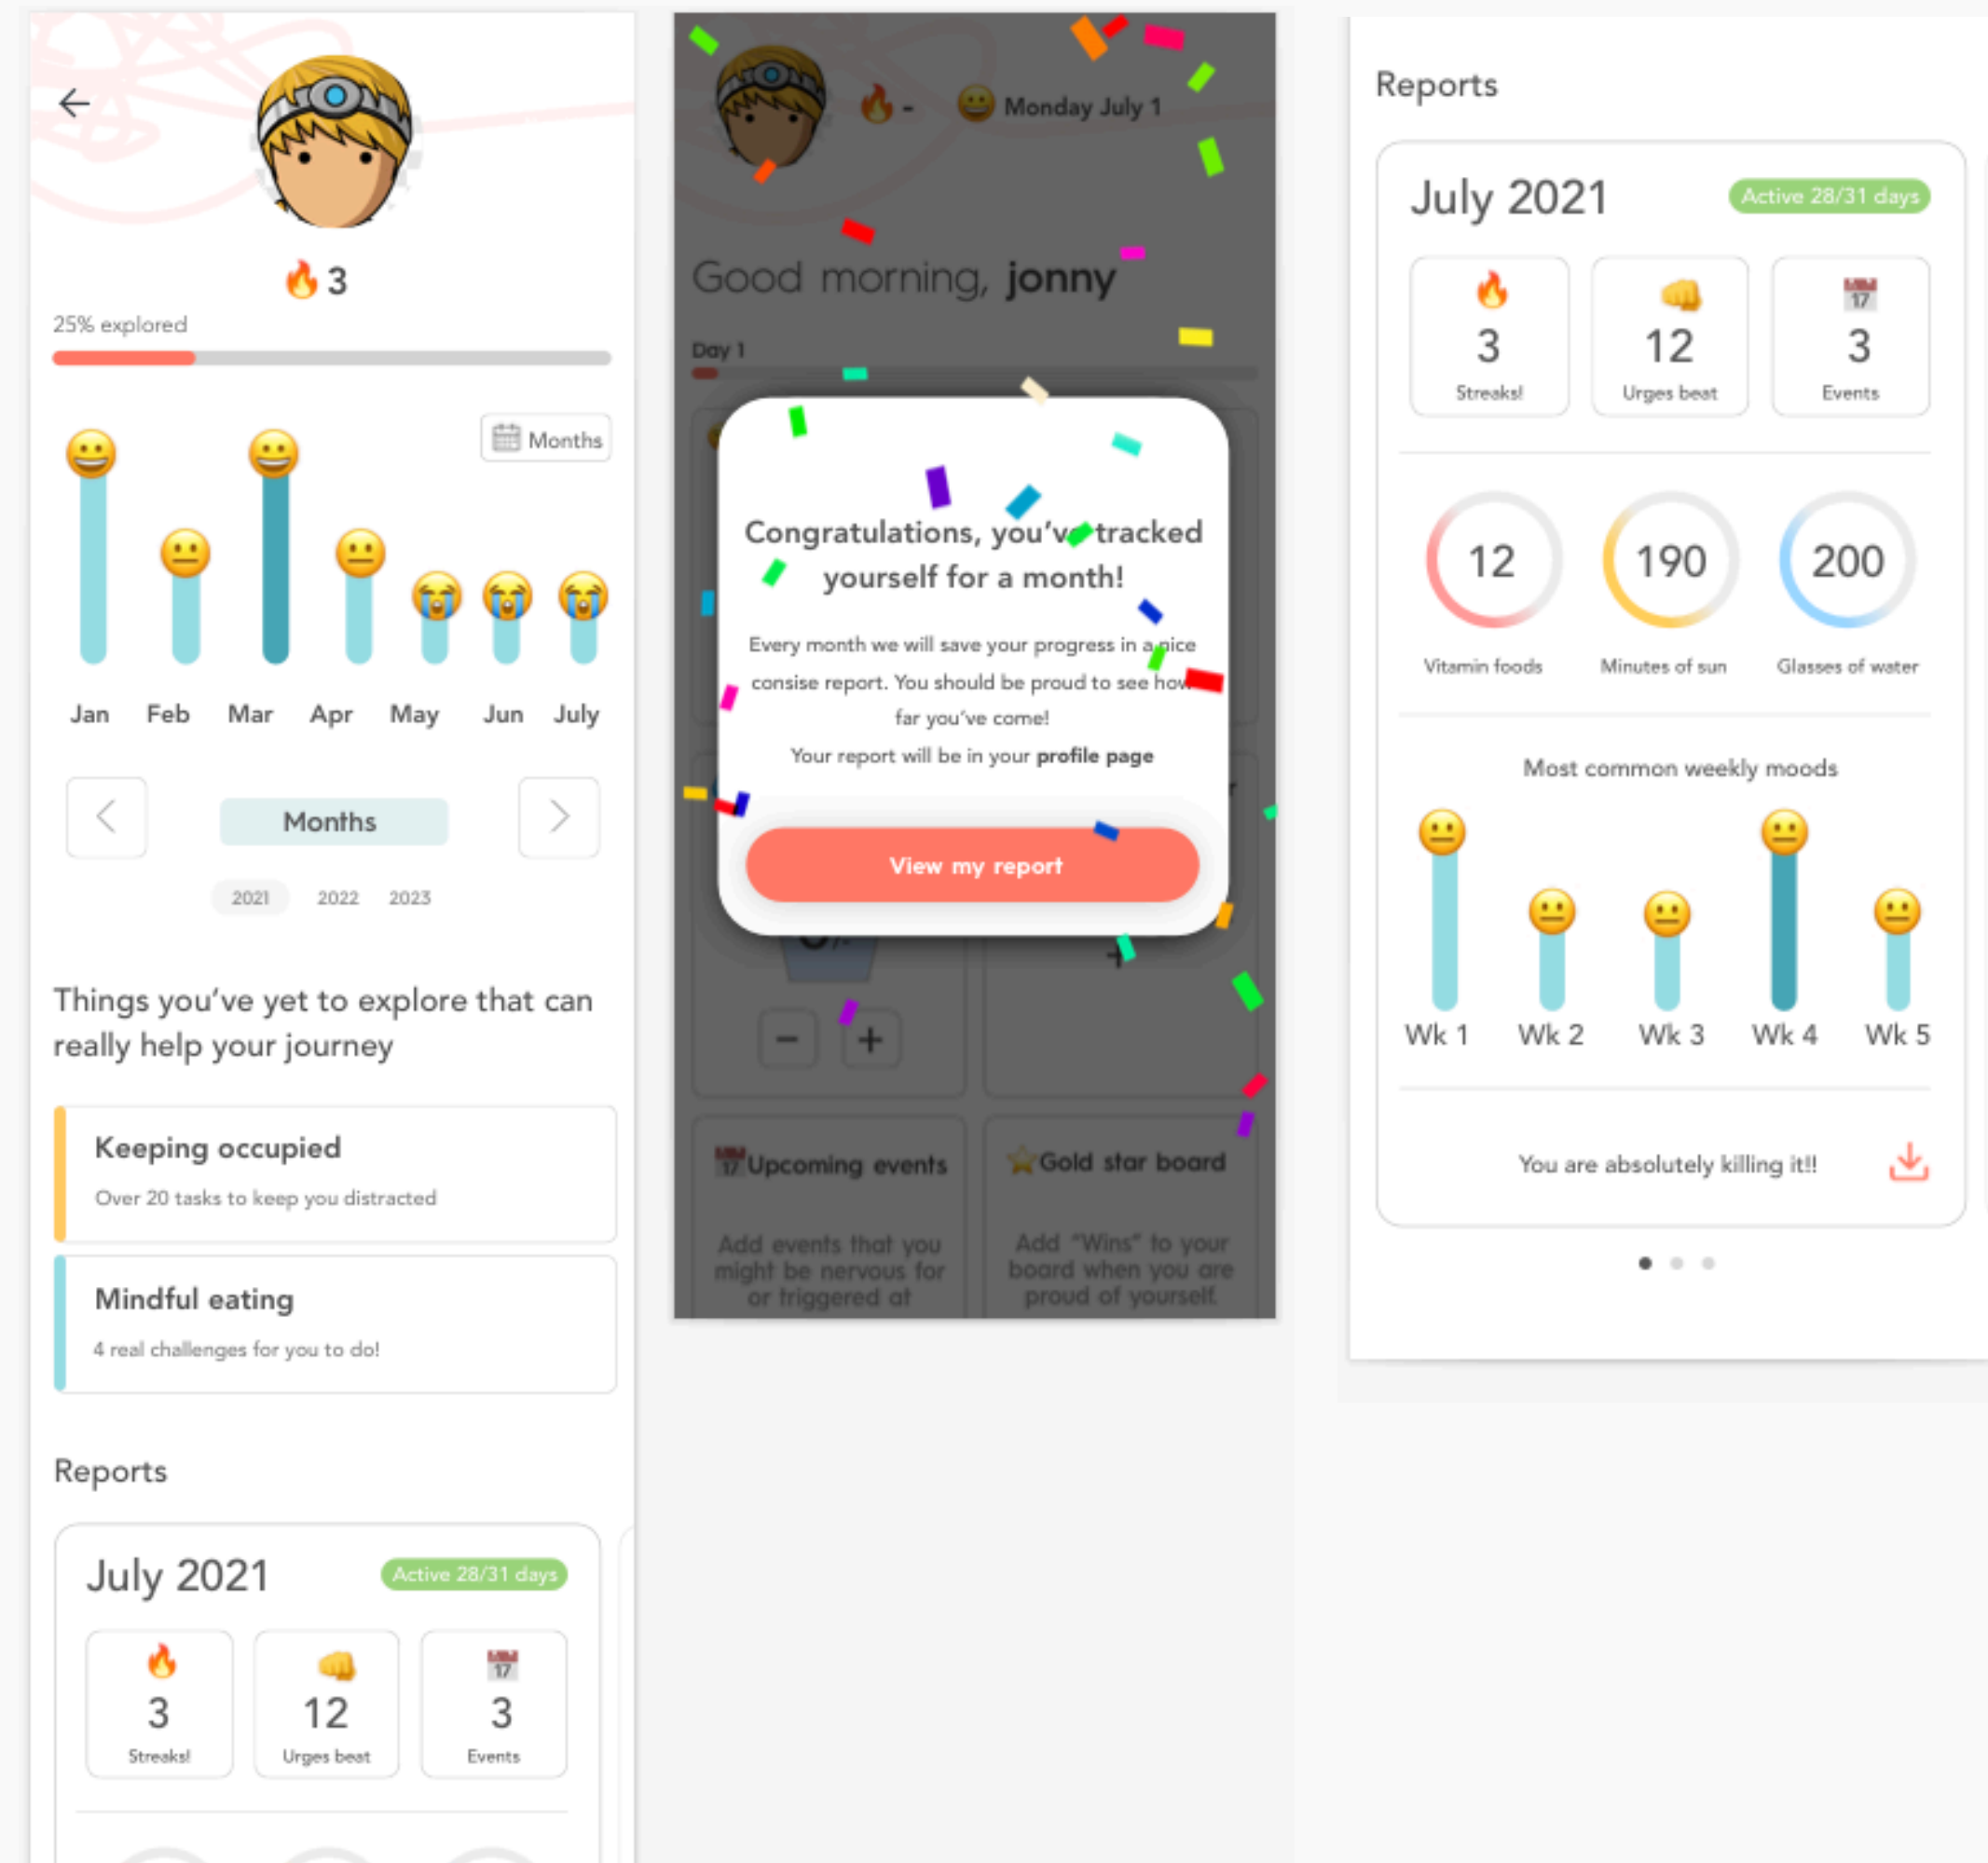 3
25% explored
Months
Jan Feb Mar Apr May Jun July
Months
2021 2022 2023
Things you've yet to explore that can
really help your journey
Keeping occupied
Over 20 tasks to keep you distracted
Mindful eating
4 real challenges for you to do!
Reports
July 2021
Active 28/31 days
17
3 12 3
Streaks! Urges beat Events
- Monday July 1
Good morning, jonny
Day 1
Congratulations, you've tracked
yourself for a month!
Every month we will save your progress in a nice
consise report. You should be proud to see how
far you've come!
Your report will be in your profile page
View my report
- +
+
17 Upcoming events
Add events that you
might be nervous for
or triggered at
Gold star board
Add "Wins" to your
board when you are
proud of yourself.
Reports
July 2021
Active 28/31 days
17
3 12 3
Streaks! Urges beat Events
12 190 200
Vitamin foods Minutes of sun Glasses of water
Most common weekly moods
Wk 1 Wk 2 Wk 3 Wk 4 Wk 5
You are absolutely killing it!!